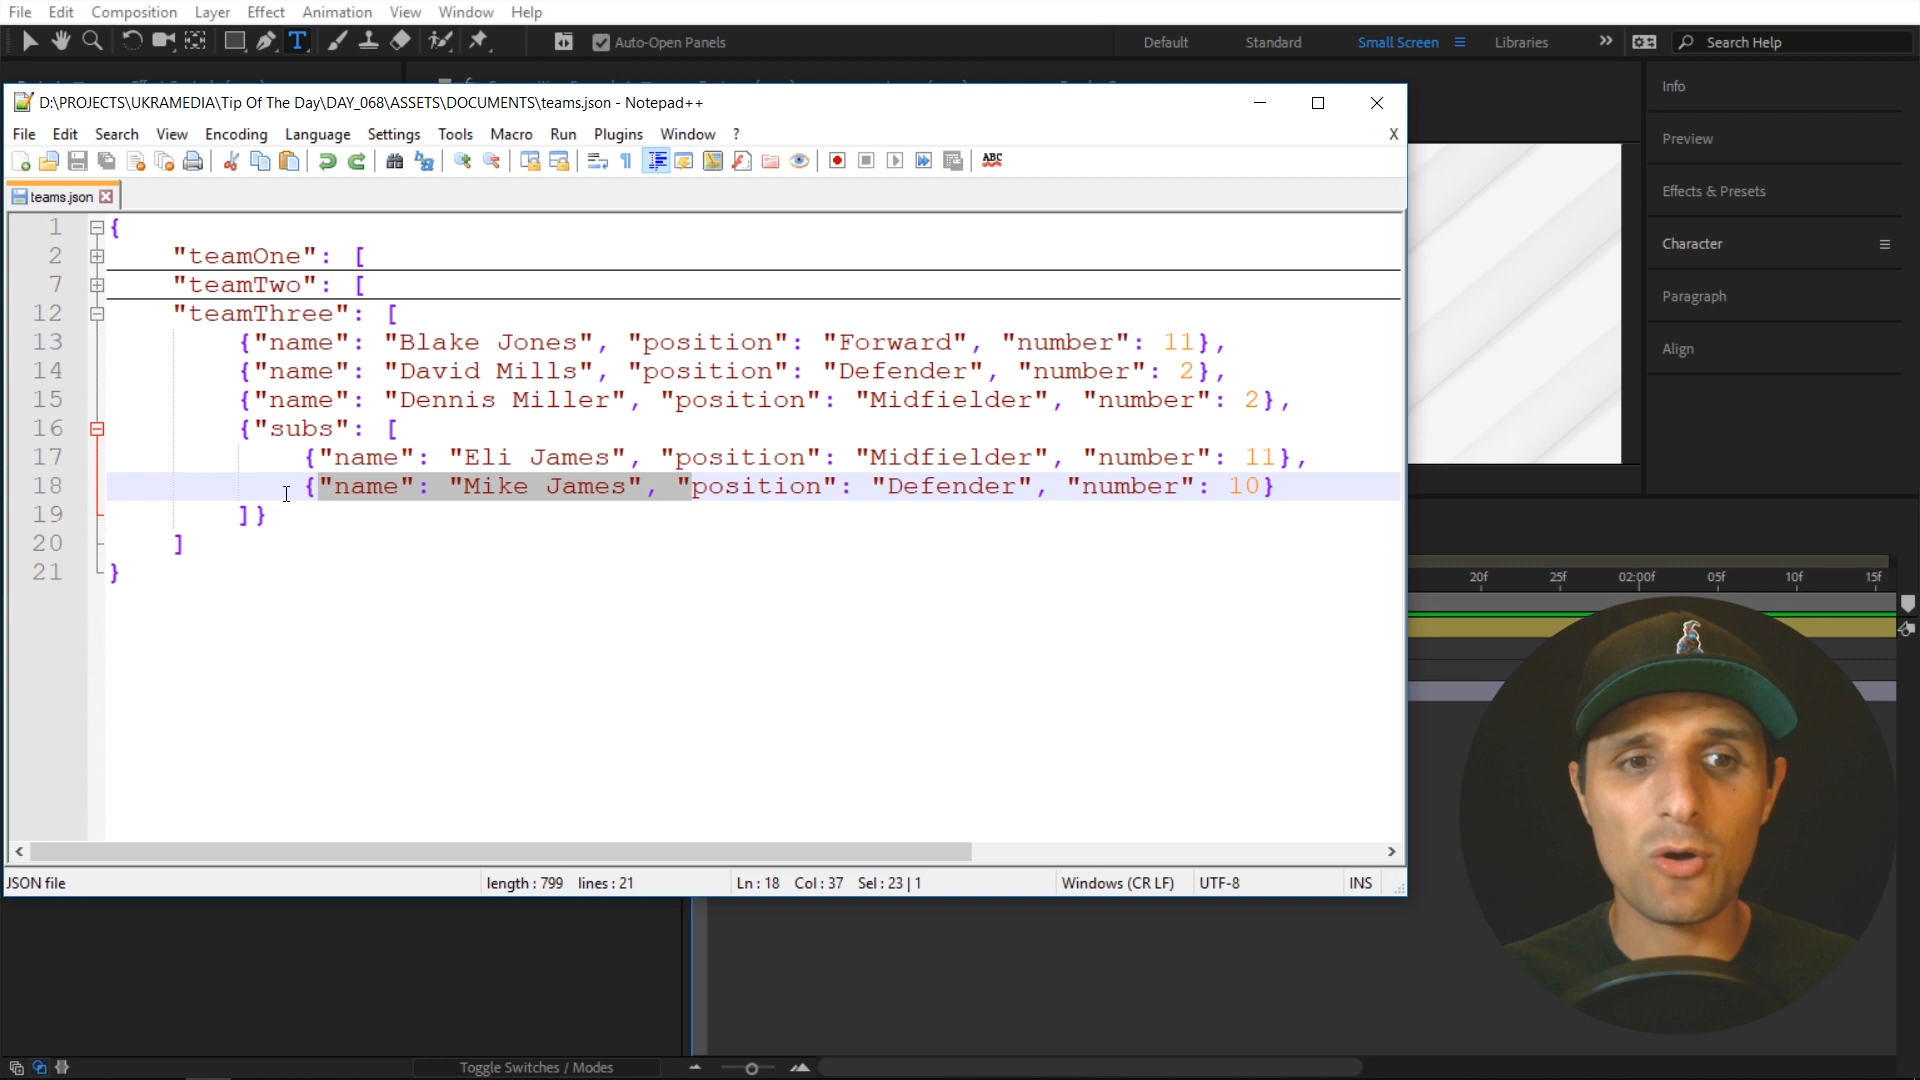 File Edit Composition Layer Effect Animation View Window Help
Auto-Open Panels Default Standard Small Screen Libraries Search Help
D:\PROJECTS\UKRAMEDIA\Tip Of The Day\DAY_068\ASSETS\DOCUMENTS\teams.json - Notepad++
File Edit Search View Encoding Language Settings Tools Macro Run Plugins Window ? X
ABC
teams.json
1 {
2 "teamOne": [
7 "teamTwo": [
12 "teamThree": [
13 {"name": "Blake Jones", "position": "Forward", "number": 11},
14 {"name": "David Mills", "position": "Defender", "number": 2},
15 {"name": "Dennis Miller", "position": "Midfielder", "number": 2},
16 {"subs": [
17 {"name": "Eli James", "position": "Midfielder", "number": 11},
18 {"name": "Mike James", "position": "Defender", "number": 10}
19 ]}
20 ]
21 }
JSON file length : 799 lines : 21 Ln : 18 Col : 37 Sel : 23 | 1 Windows (CR LF) UTF-8 INS
Info
Preview
Effects & Presets
Character
Paragraph
Align
20f 25f 02:00f 05f 10f 15f
Toggle Switches / Modes